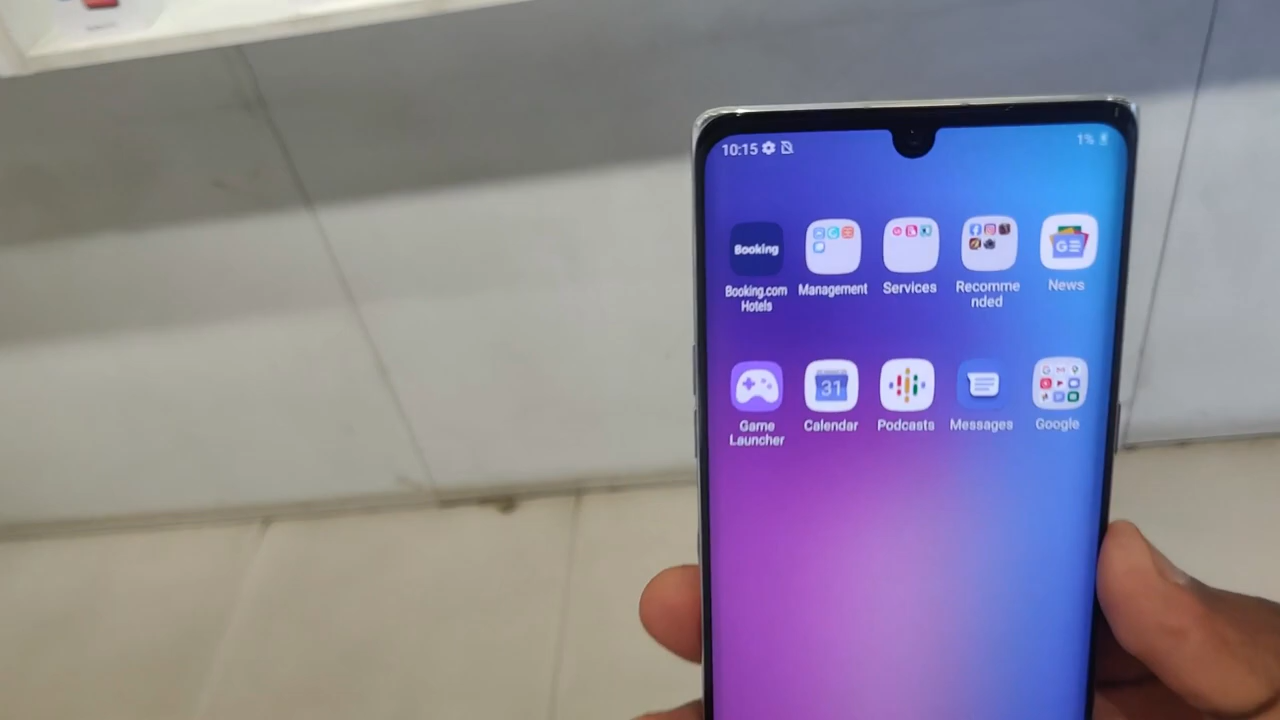 10:15
1%
Booking
Booking.com
Hotels
Management
Services
Recomme
nded
News
GE
Game
Launcher
31
Calendar
Podcasts
Messages
Google